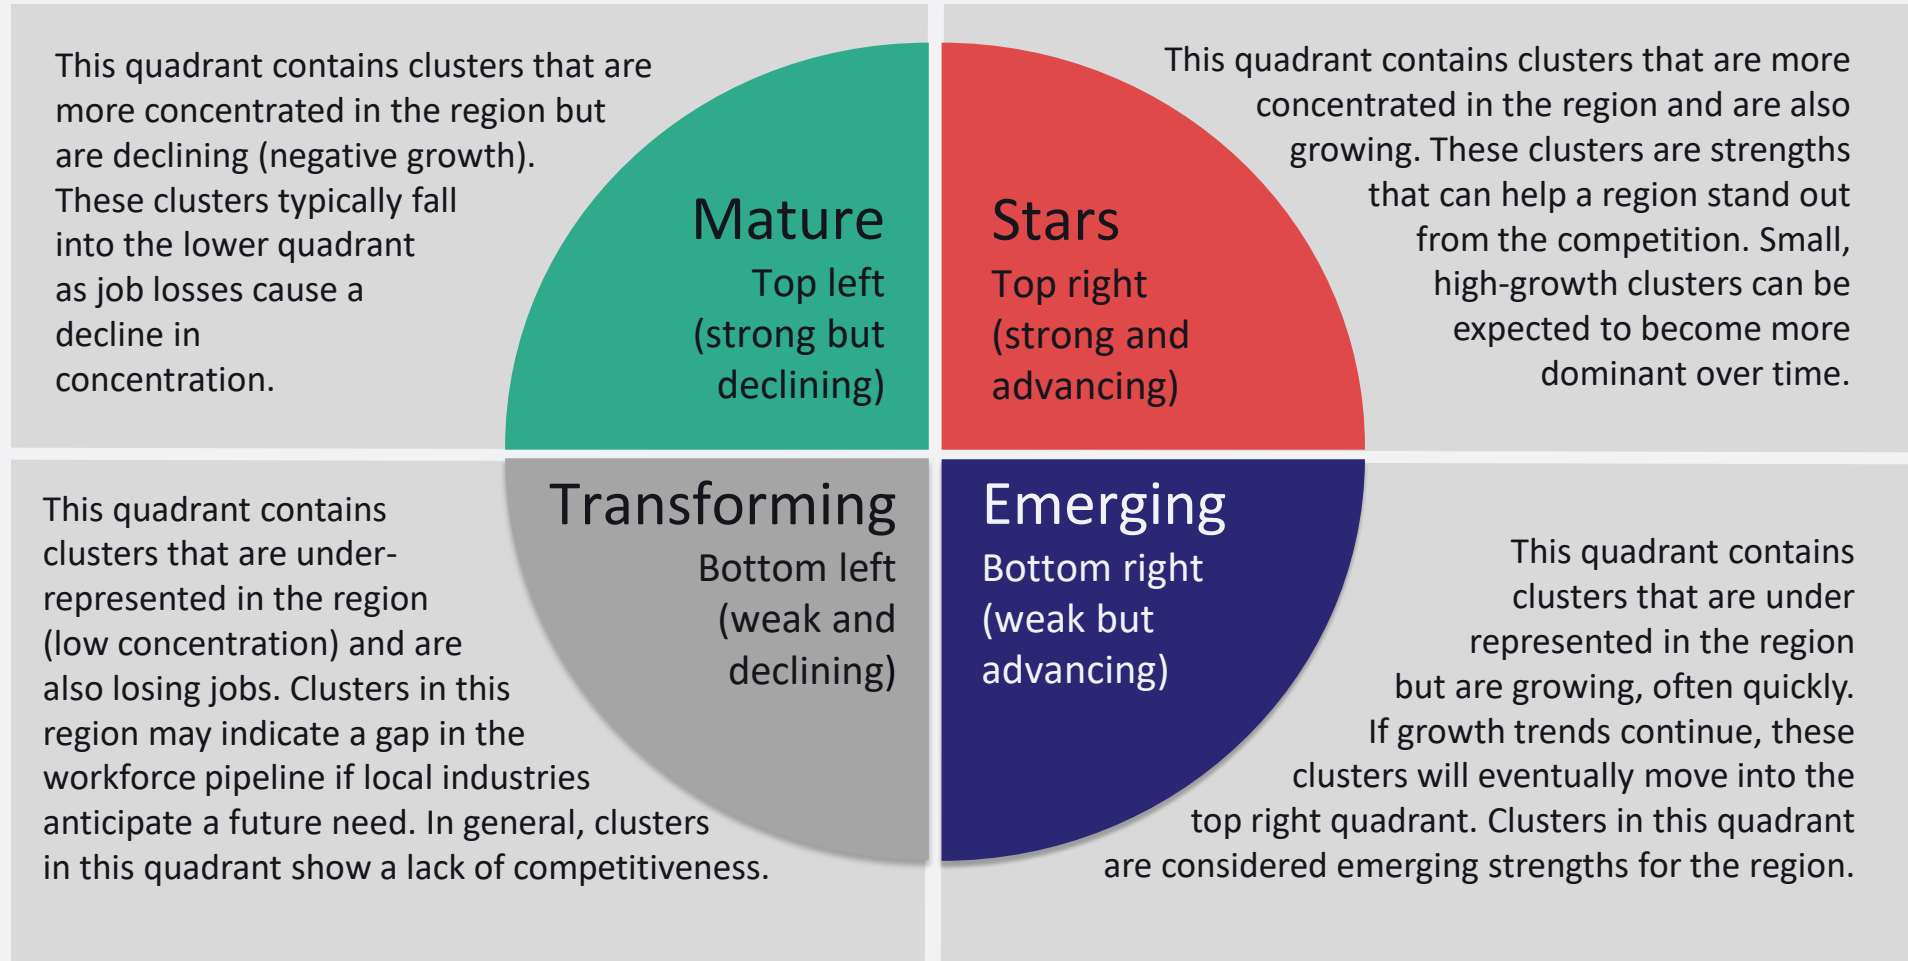 This quadrant contains clusters that are
more concentrated in the region but
are declining (negative growth).
These clusters typically fall
into the lower quadrant
as job losses cause a
decline in
concentration.
Mature
Top left
(strong but
declining)
Stars
Top right
(strong and
advancing)
This quadrant contains clusters that are more
concentrated in the region and are also
growing. These clusters are strengths
that can help a region stand out
from the competition. Small,
high-growth clusters can be
expected to become more
dominant over time.
This quadrant contains
clusters that are under-
represented in the region
(low concentration) and are
also losing jobs. Clusters in this
region may indicate a gap in the
workforce pipeline if local industries
anticipate a future need. In general, clusters
in this quadrant show a lack of competitiveness.
Transforming
Bottom left
(weak and
declining)
Emerging
Bottom right
(weak but
advancing)
This quadrant contains
clusters that are under
represented in the region
but are growing, often quickly.
If growth trends continue, these
clusters will eventually move into the
top right quadrant. Clusters in this quadrant
are considered emerging strengths for the region.